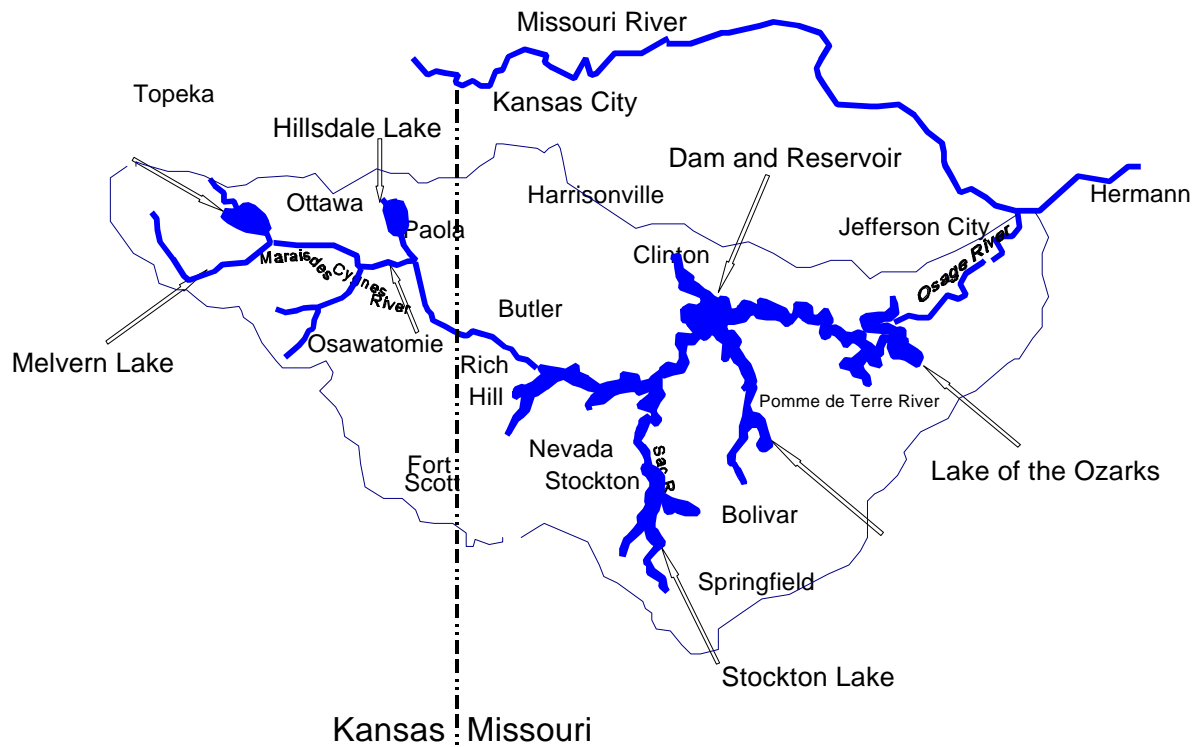 Missouri River
Topeka
Kansas City
Hillsdale Lake
Dam and Reservoir
Harrisonville
Hermann
Ottawa
Paola
Jefferson City
Clinton
Marais des Cygnes River
Osage River
Butler
Osawatomie
Melvern Lake
Rich
Hill
Pomme de Terre River
Nevada
Fort
Scott
Stockton
Sac R
Lake of the Ozarks
Bolivar
Springfield
Stockton Lake
Kansas
Missouri